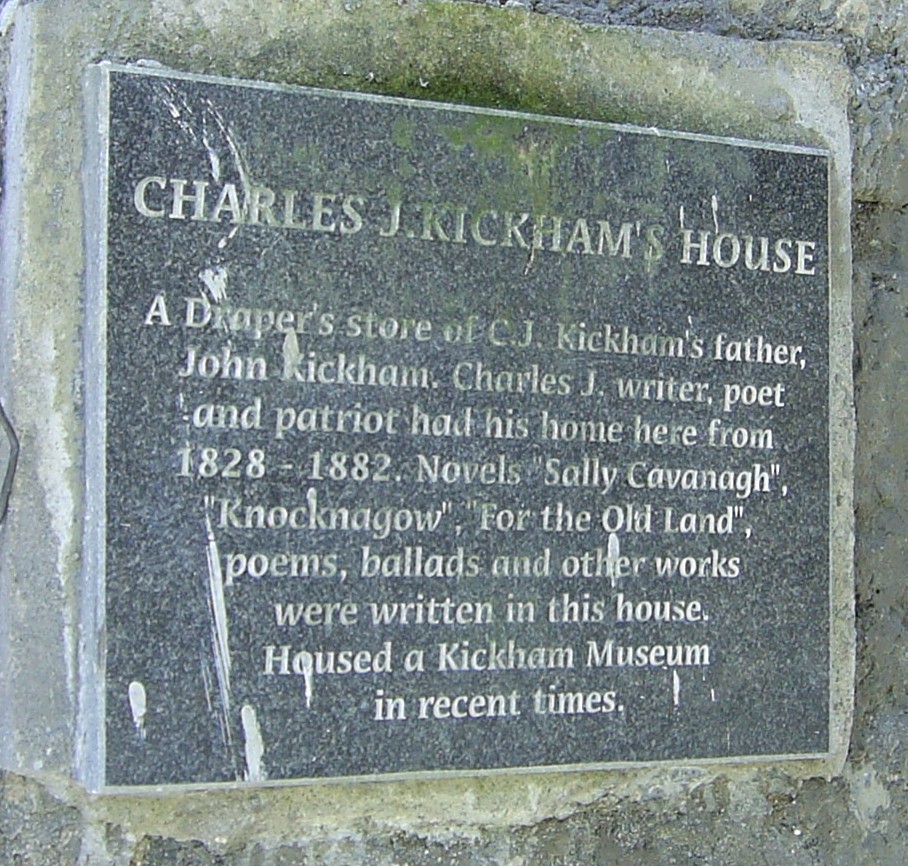 CHARLES J.KICKHAM'S HOUSE
A Draper's store of C.J. Kickham's father,
John Kickham. Charles J. writer, poet
and patriot had his home here from
1828 - 1882. Novels "Sally Cavanagh",
"Knocknagow", "For the Old Land",
poems, ballads and other works
were written in this house.
Housed a Kickham Museum
in recent times.